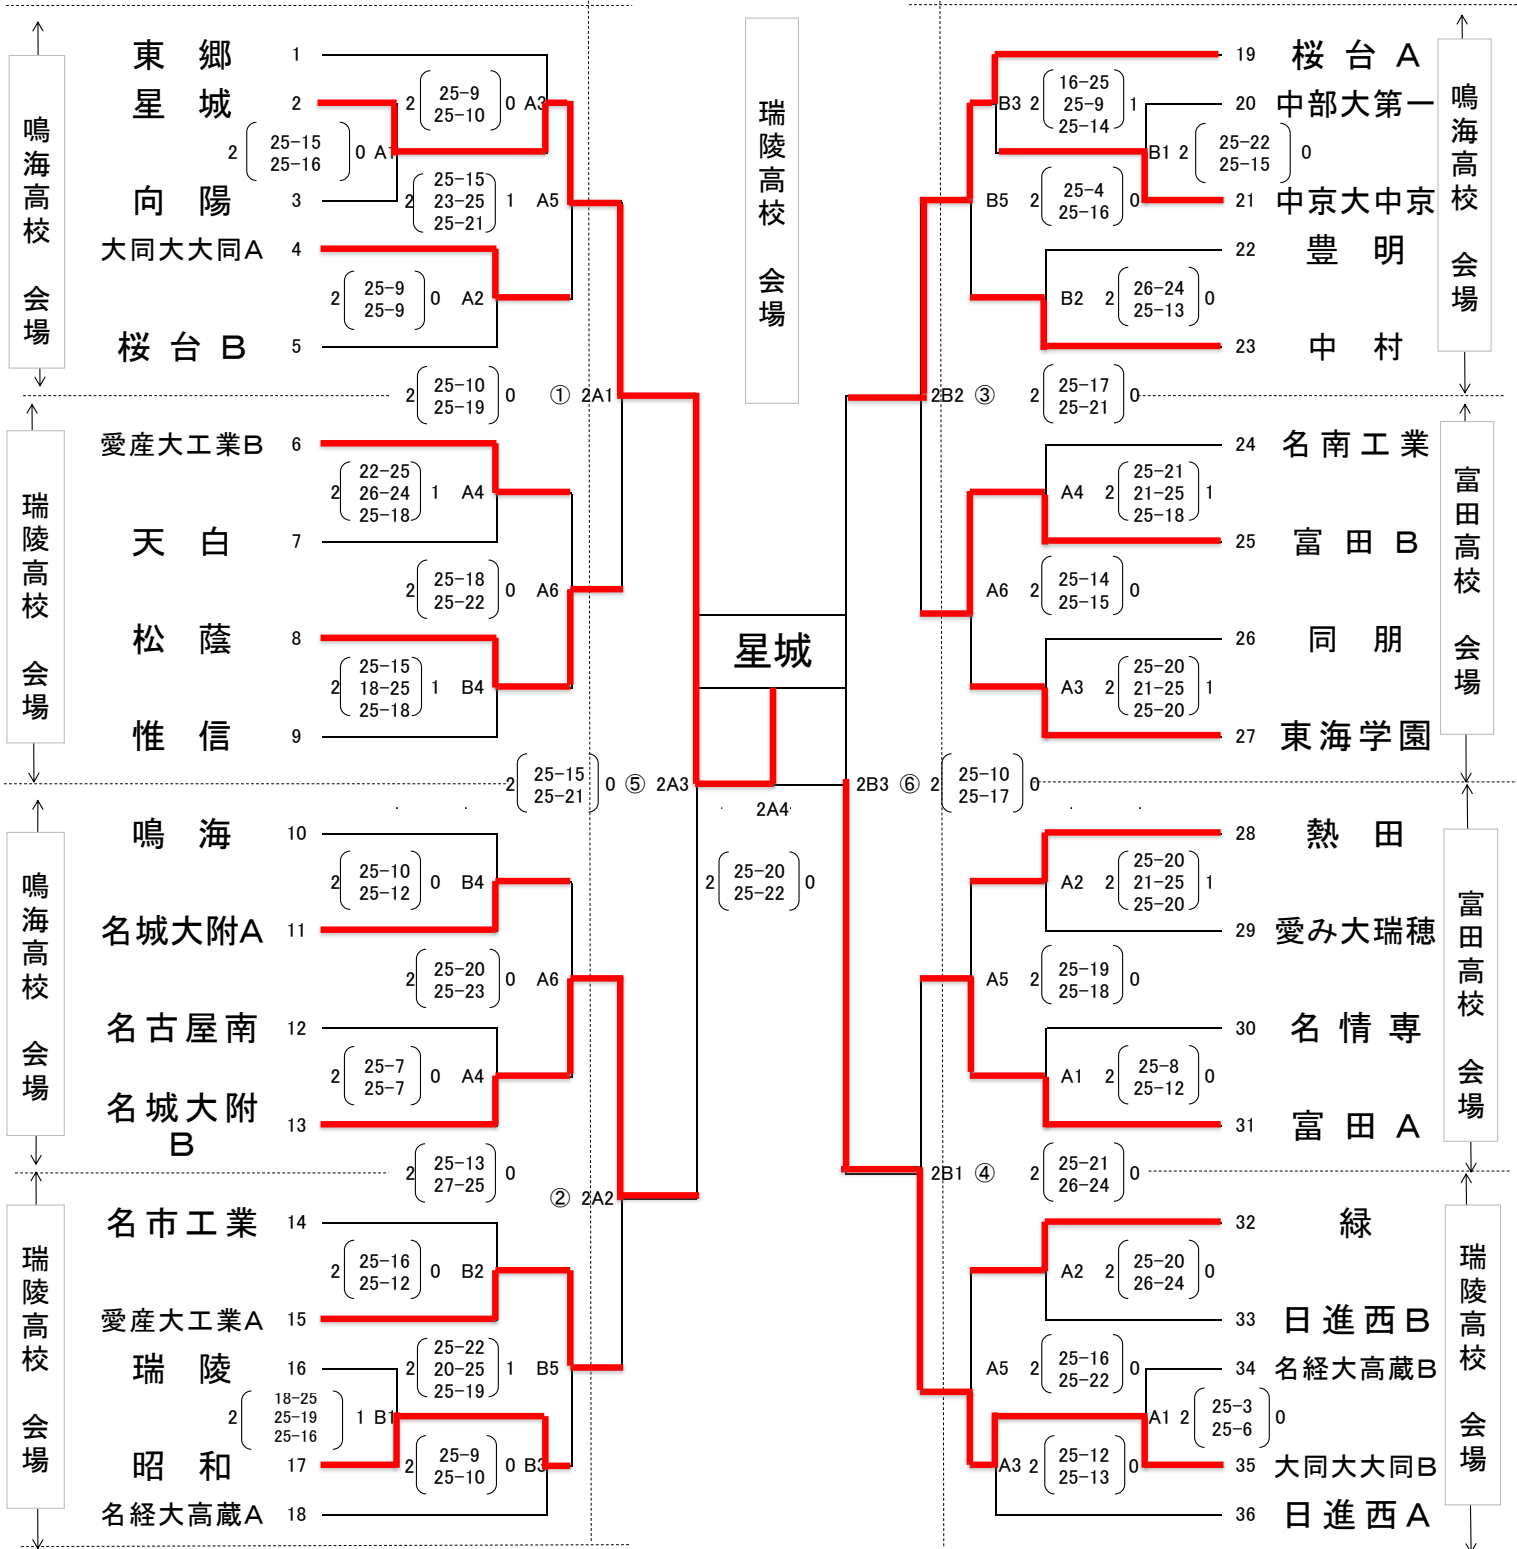 鳴海高校 会場
東郷 1
星城 2
2 25-15 25-16 0 A1
2 25-9 25-10 0 A3
向陽 3
2 25-15 23-25 25-21 1 A5
大同大大同A 4
2 25-9 25-9 0 A2
桜台B 5
2 25-10 25-19 0 ① 2A1
瑞陵高校 会場
愛産大工業B 6
2 22-25 26-24 25-18 1 A4
天白 7
2 25-18 25-22 0 A6
松蔭 8
2 25-15 18-25 25-18 1 B4
惟信 9
2 25-15 25-21 0 ⑤ 2A3
鳴海高校 会場
鳴海 10
2 25-10 25-12 0 B4
名城大附A 11
2 25-20 25-23 0 A6
名古屋南 12
2 25-7 25-7 0 A4
名城大附
B 13
2 25-13 27-25 0 ② 2A2
瑞陵高校 会場
名市工業 14
2 25-16 25-12 0 B2
愛産大工業A 15
2 25-22 20-25 25-19 1 B5
瑞陵 16
2 18-25 25-19 25-16 1 B1
昭和 17
2 25-9 25-10 0 B3
名経大高蔵A 18
瑞陵高校 会場
星城
2A4
2 25-20 25-22 0
鳴海高校 会場
19 桜台A
B3 2 16-25 25-9 25-14 1
20 中部大第一
B1 2 25-22 25-15 0
21 中京大中京
B5 2 25-4 25-16 0
22 豊明
B2 2 26-24 25-13 0
23 中村
2B2 ③ 2 25-17 25-21 0
富田高校 会場
24 名南工業
A4 2 25-21 21-25 25-18 1
25 富田B
A6 2 25-14 25-15 0
26 同朋
A3 2 25-20 21-25 25-20 1
27 東海学園
2B3 ⑥ 2 25-10 25-17 0
富田高校 会場
28 熱田
A2 2 25-20 21-25 25-20 1
29 愛み大瑞穂
A5 2 25-19 25-18 0
30 名情専
A1 2 25-8 25-12 0
31 富田A
2B1 ④ 2 25-21 26-24 0
瑞陵高校 会場
32 緑
A2 2 25-20 26-24 0
33 日進西B
A5 2 25-16 25-22 0
34 名経大高蔵B
A1 2 25-3 25-6 0
35 大同大大同B
A3 2 25-12 25-13 0
36 日進西A